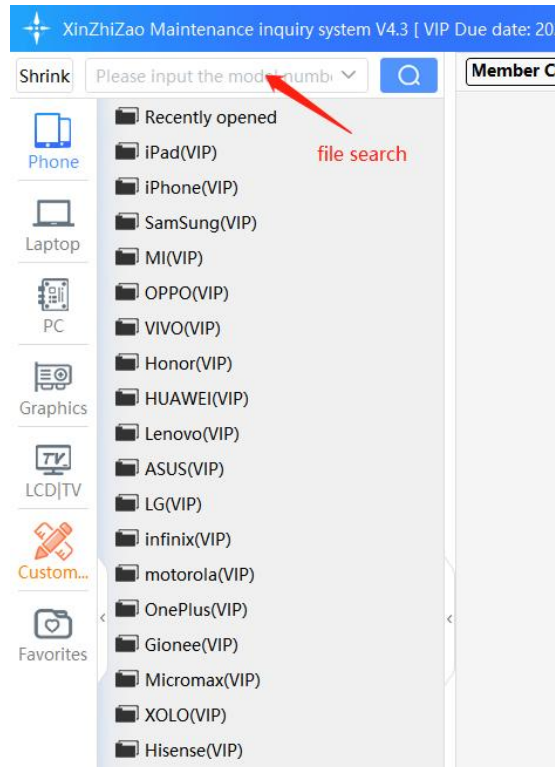 XinZhiZao Maintenance inquiry system V4.3 [ VIP Due date: 20
Shrink
Please input the model numb
Member C
file search
Phone
Laptop
PC
Graphics
TV
LCD|TV
Custom...
Favorites
Recently opened
iPad(VIP)
iPhone(VIP)
SamSung(VIP)
MI(VIP)
OPPO(VIP)
VIVO(VIP)
Honor(VIP)
HUAWEI(VIP)
Lenovo(VIP)
ASUS(VIP)
LG(VIP)
infinix(VIP)
motorola(VIP)
OnePlus(VIP)
Gionee(VIP)
Micromax(VIP)
XOLO(VIP)
Hisense(VIP)